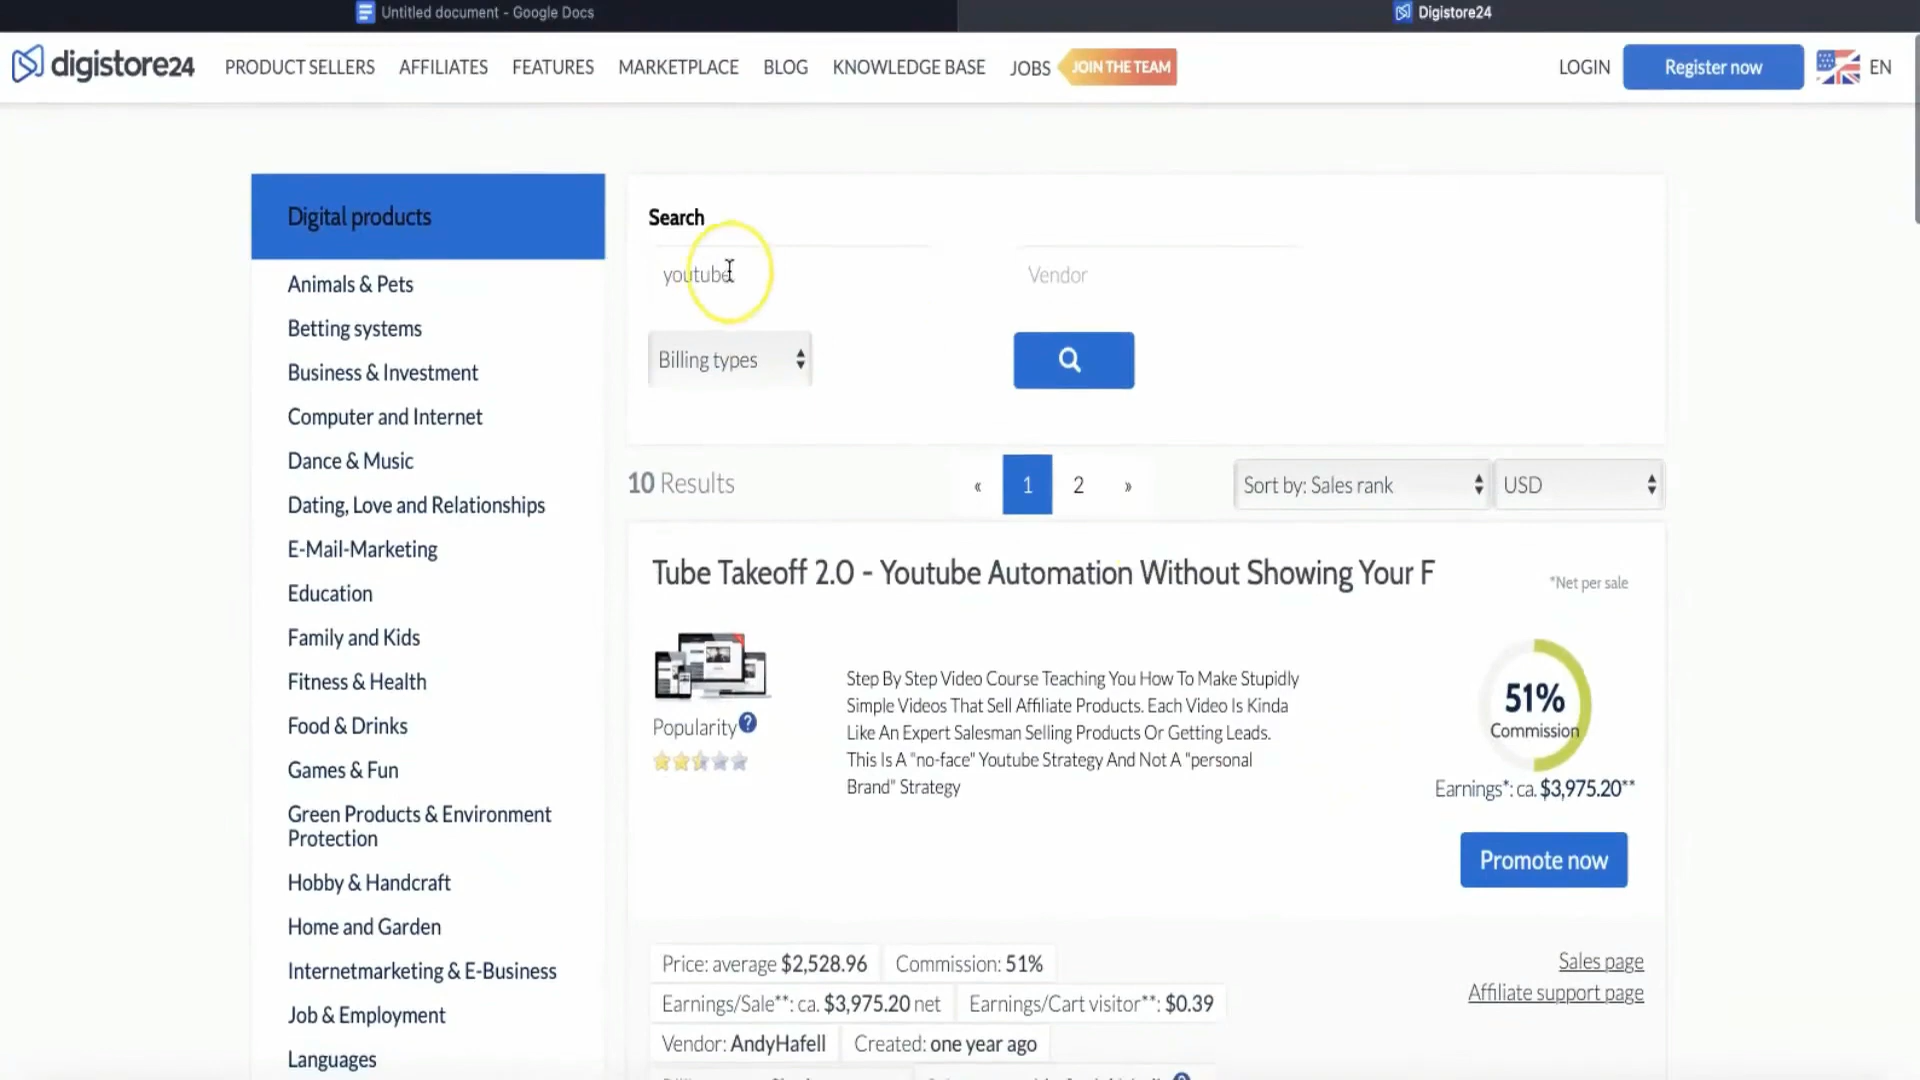 Untitled document - Google Docs
Digistore24
digistore24
PRODUCT SELLERS
AFFILIATES
FEATURES
MARKETPLACE
BLOG
KNOWLEDGE BASE
JOBS
JOIN THE TEAM
LOGIN
Register now
EN
Digital products
Animals & Pets
Betting systems
Business & Investment
Computer and Internet
Dance & Music
Dating, Love and Relationships
E-Mail-Marketing
Education
Family and Kids
Fitness & Health
Food & Drinks
Games & Fun
Green Products & Environment
Protection
Hobby & Handcraft
Home and Garden
Internetmarketing & E-Business
Job & Employment
Languages
Search
youtube
Vendor
Billing types
10 Results
«
1
2
»
Sort by: Sales rank
USD
Tube Takeoff 2.0 - Youtube Automation Without Showing Your F
*Net per sale
Popularity
Step By Step Video Course Teaching You How To Make Stupidly
Simple Videos That Sell Affiliate Products. Each Video Is Kinda
Like An Expert Salesman Selling Products Or Getting Leads.
This Is A "no-face" Youtube Strategy And Not A "personal
Brand" Strategy
51%
Commission
Earnings*: ca. $3,975.20**
Promote now
Price: average $2,528.96
Commission: 51%
Earnings/Sale**: ca. $3,975.20 net
Earnings/Cart visitor**: $0.39
Vendor: AndyHafell
Created: one year ago
Sales page
Affiliate support page